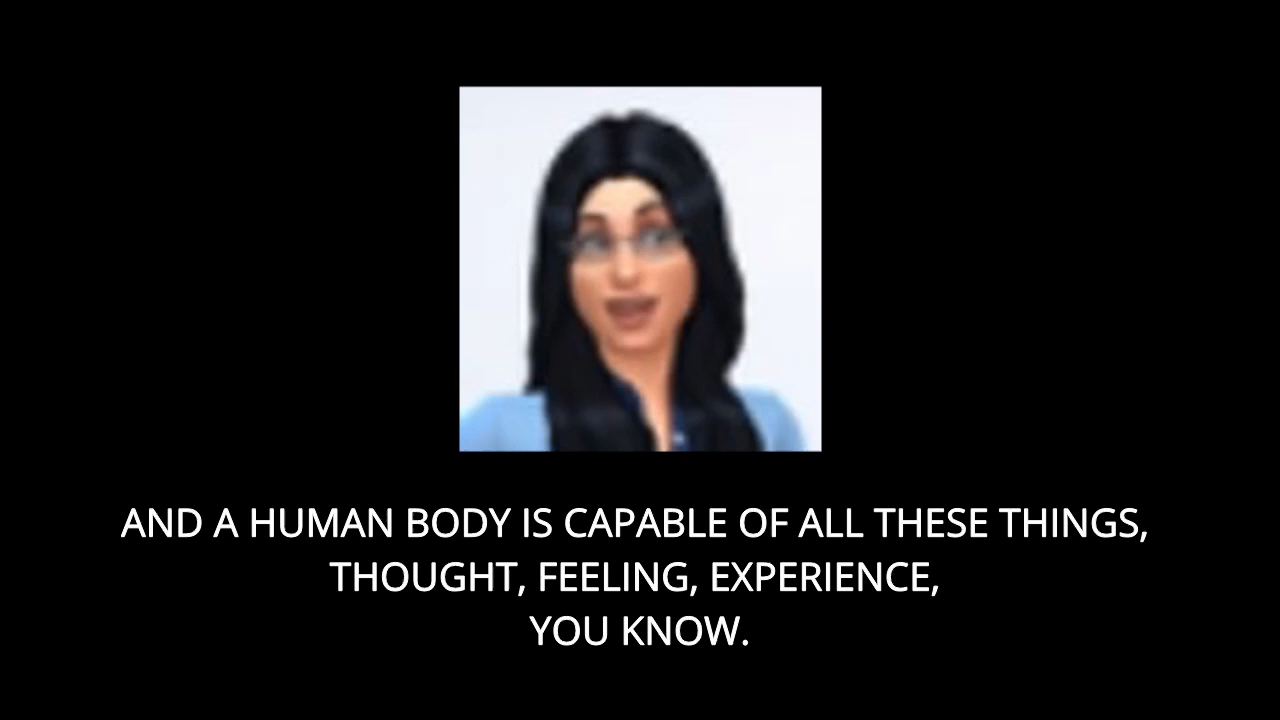 AND A HUMAN BODY IS CAPABLE OF ALL THESE THINGS,
THOUGHT, FEELING, EXPERIENCE,
YOU KNOW.